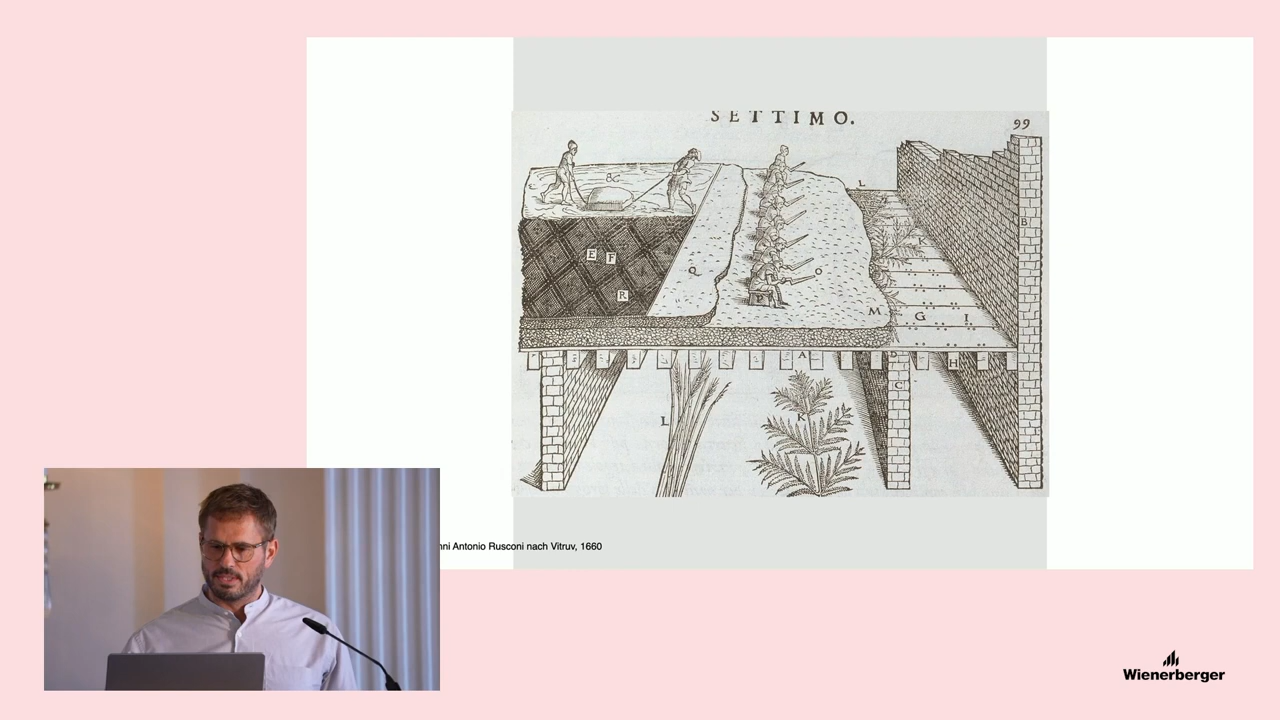 SETTIMO.
99
&G
L
B
K
E F
Q
O
R
P
M G I
A D H
C
L
K
nni Antonio Rusconi nach Vitruv, 1660
Wienerberger